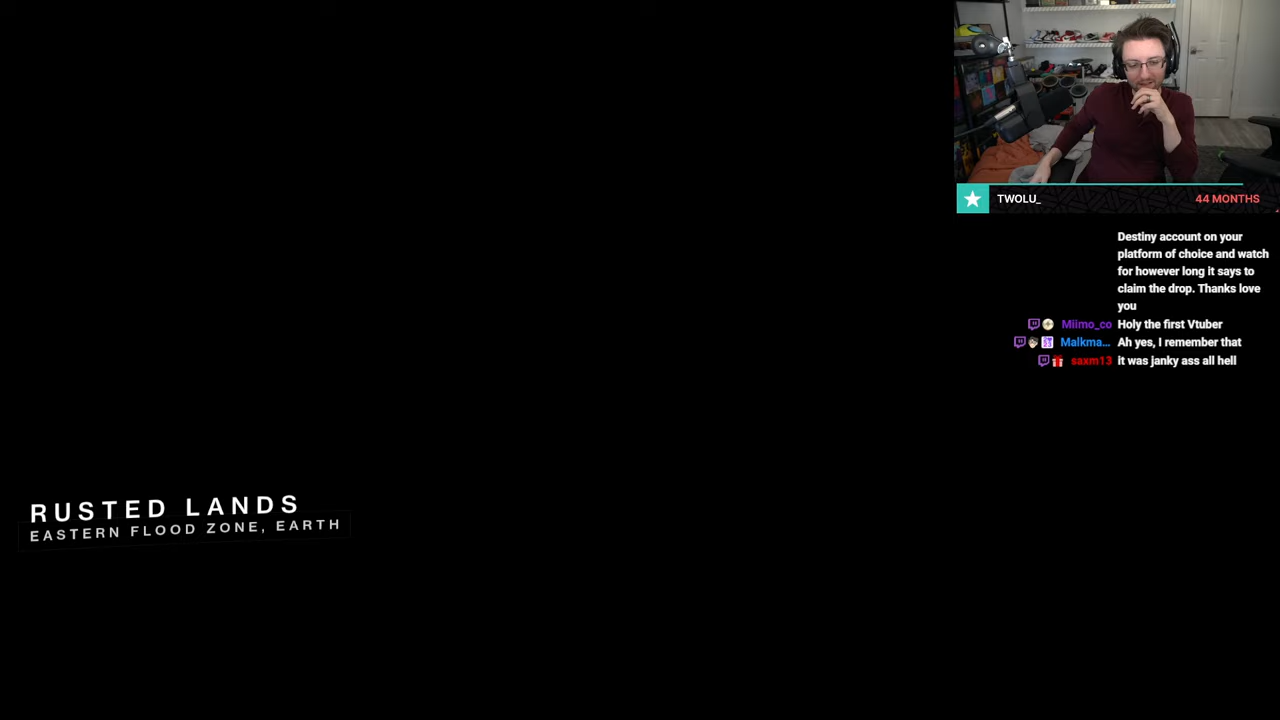 TWOLU_
44 MONTHS
Destiny account on your
platform of choice and watch
for however long it says to
claim the drop. Thanks love
you
Miimo_co Holy the first Vtuber
Malkma... Ah yes, I remember that
saxm13 it was janky ass all hell
RUSTED LANDS
EASTERN FLOOD ZONE, EARTH